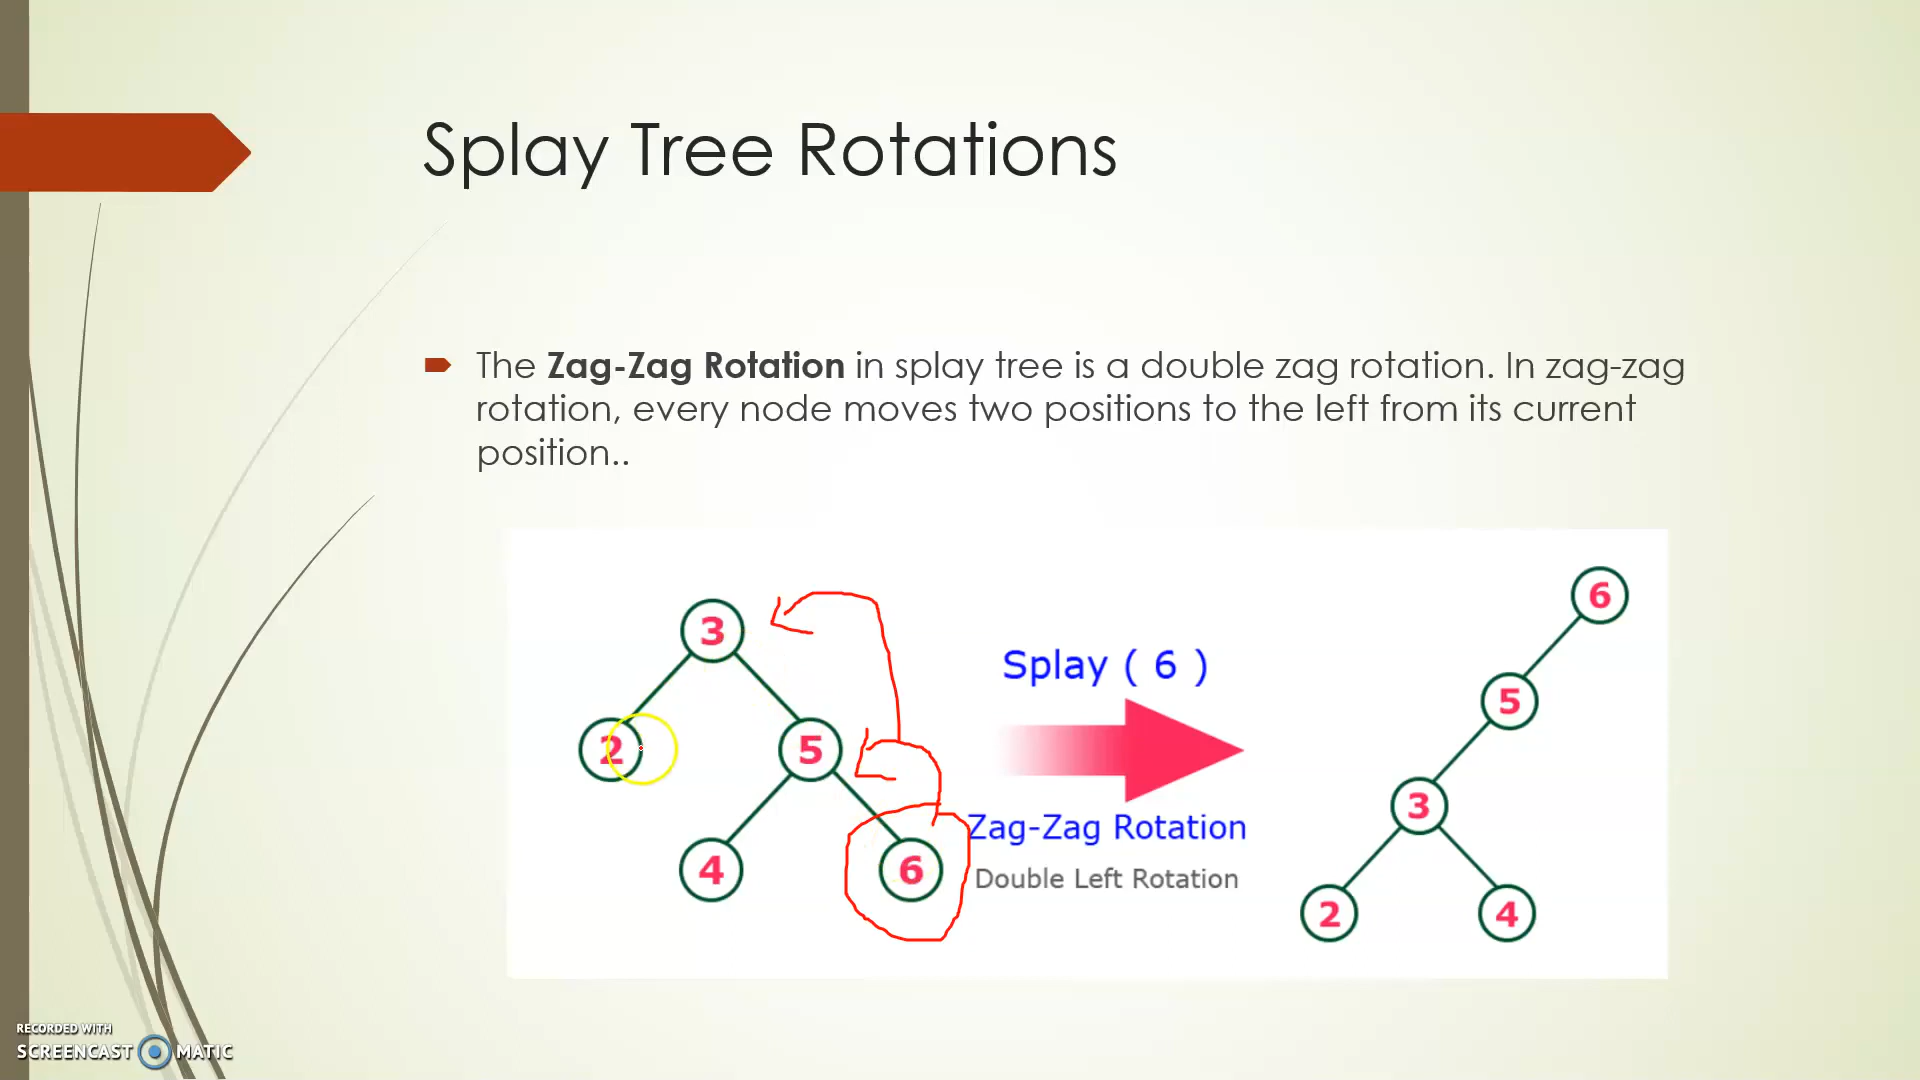 Splay Tree Rotations
The Zag-Zag Rotation in splay tree is a double zag rotation. In zag-zag
rotation, every node moves two positions to the left from its current
position..
3
2
5
4
6
Splay ( 6 )
Zag-Zag Rotation
Double Left Rotation
6
5
3
2
4
RECORDED WITH
SCREENCAST MATIC